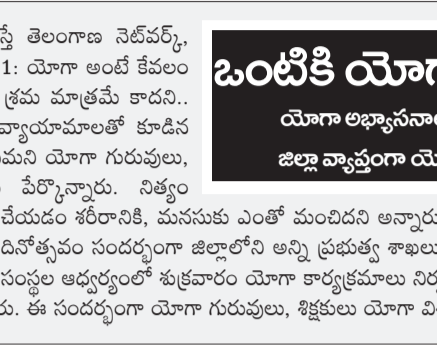 స్తే తెలంగాణ నెట్‌వర్క్,
1: యోగా అంటే కేవలం
శ్రమ మాత్రమే కాదని..
వ్యాయామాలతో కూడిన
మని యోగా గురువులు,
పేర్కొన్నారు. నిత్యం
ఒంటికి యోగ
యోగా అభ్యాసనా
జిల్లా వ్యాప్తంగా యో
చేయడం శరీరానికి, మనసుకు ఎంతో మంచిదని అన్నారు
దినోత్సవం సందర్భంగా జిల్లాలోని అన్ని ప్రభుత్వ శాఖలు
సంస్థల ఆధ్వర్యంలో శుక్రవారం యోగా కార్యక్రమాలు నిర్వ
రు. ఈ సందర్భంగా యోగా గురువులు, శిక్షకులు యోగా వి